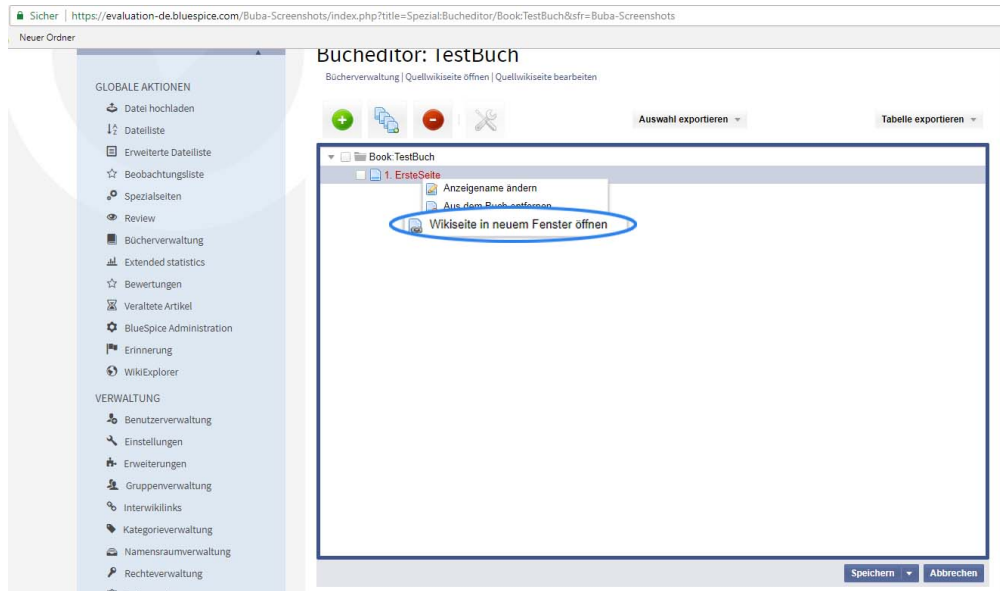 Sicher | https://evaluation-de.bluespice.com/Buba-Screenshots/index.php?title=Spezial:Bucheditor/Book:TestBuch&sfr=Buba-Screenshots
Neuer Ordner
Bucheditor: TestBuch
Bücherverwaltung | Quellwikiseite öffnen | Quellwikiseite bearbeiten
Auswahl exportieren
Tabelle exportieren
Book:TestBuch
1. ErsteSeite
Anzeigename ändern
Aus dem Buch entfernen
Wikiseite in neuem Fenster öffnen
Speichern
Abbrechen
GLOBALE AKTIONEN
Datei hochladen
Dateiliste
Erweiterte Dateiliste
Beobachtungsliste
Spezialseiten
Review
Bücherverwaltung
Extended statistics
Bewertungen
Veraltete Artikel
BlueSpice Administration
Erinnerung
WikiExplorer
VERWALTUNG
Benutzerverwaltung
Einstellungen
Erweiterungen
Gruppenverwaltung
Interwikilinks
Kategorieverwaltung
Namensraumverwaltung
Rechteverwaltung